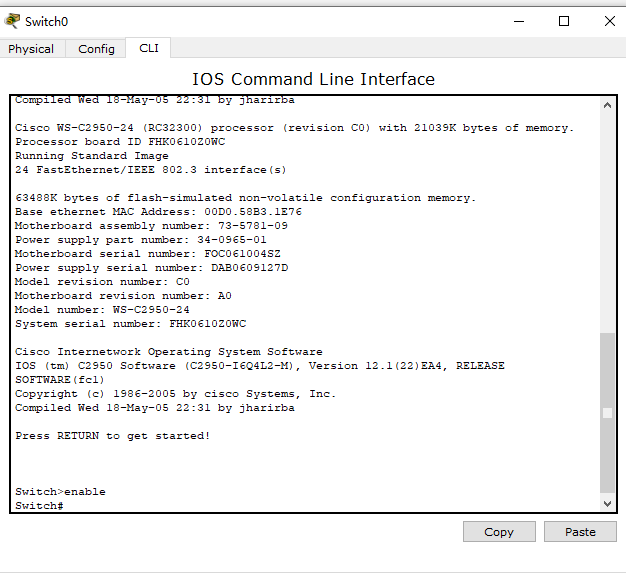 Switch0
Physical Config CLI
IOS Command Line Interface
Compiled Wed 18-May-05 22:31 by jharirba
Cisco WS-C2950-24 (RC32300) processor (revision C0) with 21039K bytes of memory.
Processor board ID FHK0610Z0WC
Running Standard Image
24 FastEthernet/IEEE 802.3 interface(s)
63488K bytes of flash-simulated non-volatile configuration memory.
Base ethernet MAC Address: 00D0.58B3.1E76
Motherboard assembly number: 73-5781-09
Power supply part number: 34-0965-01
Motherboard serial number: FOC061004SZ
Power supply serial number: DAB0609127D
Model revision number: C0
Motherboard revision number: A0
Model number: WS-C2950-24
System serial number: FHK0610Z0WC
Cisco Internetwork Operating System Software
IOS (tm) C2950 Software (C2950-I6Q4L2-M), Version 12.1(22)EA4, RELEASE
SOFTWARE(fc1)
Copyright (c) 1986-2005 by cisco Systems, Inc.
Compiled Wed 18-May-05 22:31 by jharirba
Press RETURN to get started!
Switch>enable
Switch#
Copy Paste